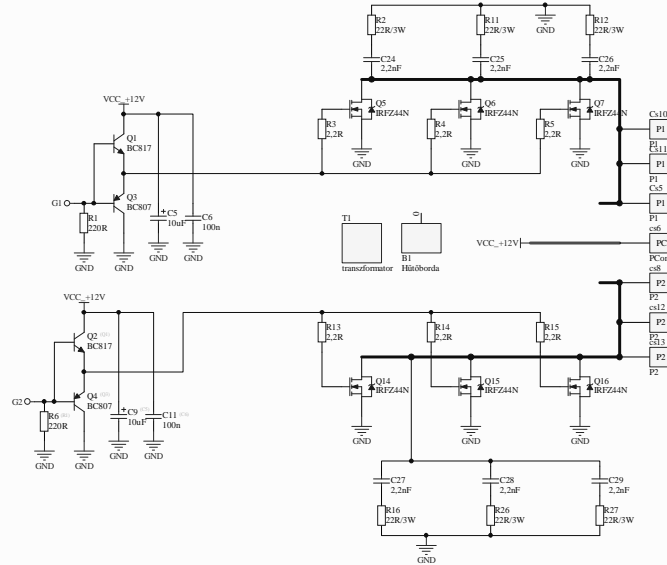 R2
22R/3W
R11
22R/3W
R12
22R/3W
GND
C24
2,2nF
C25
2,2nF
C26
2,2nF
VCC_+12V
Q5
IRFZ44N
Q6
IRFZ44N
Q7
IRFZ44N
Cs10
P1
P1
R3
2,2R
R4
2,2R
R5
2,2R
Q1
BC817
Cs11
P1
P1
GND
GND
GND
Q3
BC807
Cs5
P1
P1
G1
R1
220R
C5
10uF
C6
100n
T1
transzformátor
0
B1
Hűtőborda
VCC_+12V
cs6
PC
PCon
GND
GND
GND
GND
cs8
P2
P2
VCC_+12V
cs12
P2
P2
Q2
BC817
R13
2,2R
R14
2,2R
R15
2,2R
cs13
P2
P2
Q4
BC807
Q14
IRFZ44N
Q15
IRFZ44N
Q16
IRFZ44N
G2
R6
220R
C9
10uF
C11
100n
GND
GND
GND
GND
GND
GND
GND
C27
2,2nF
C28
2,2nF
C29
2,2nF
R16
22R/3W
R26
22R/3W
R27
22R/3W
GND